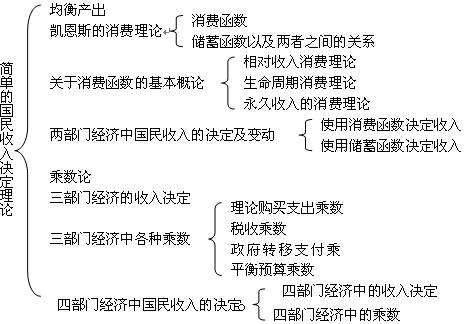 简单的国民收入决定理论
均衡产出
凯恩斯的消费理论
消费函数
储蓄函数以及两者之间的关系
关于消费函数的基本概论
相对收入消费理论
生命周期消费理论
永久收入的消费理论
两部门经济中国民收入的决定及变动
使用消费函数决定收入
使用储蓄函数决定收入
乘数论
三部门经济的收入决定
三部门经济中各种乘数
理论购买支出乘数
税收乘数
政府转移支付乘
平衡预算乘数
四部门经济中国民收入的决定
四部门经济中的收入决定
四部门经济中的乘数